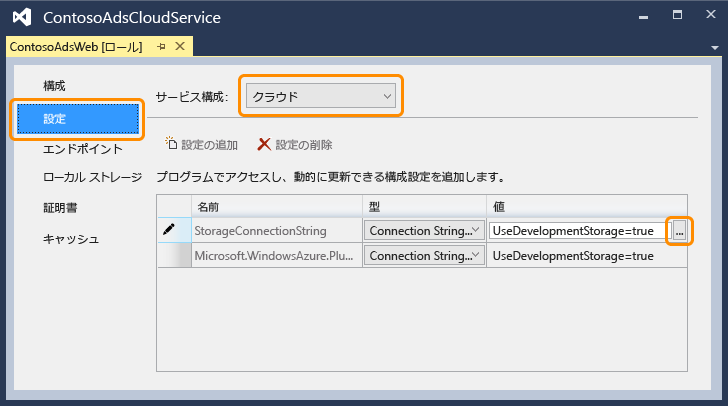 ContosoAdsCloudService
ContosoAdsWeb [ロール]
構成
設定
エンドポイント
ローカル ストレージ
証明書
キャッシュ
サービス構成:
クラウド
設定の追加
設定の削除
プログラムでアクセスし、動的に更新できる構成設定を追加します。
名前 型 値
StorageConnectionString Connection String... UseDevelopmentStorage=true ...
Microsoft.WindowsAzure.Plu... Connection String... UseDevelopmentStorage=true